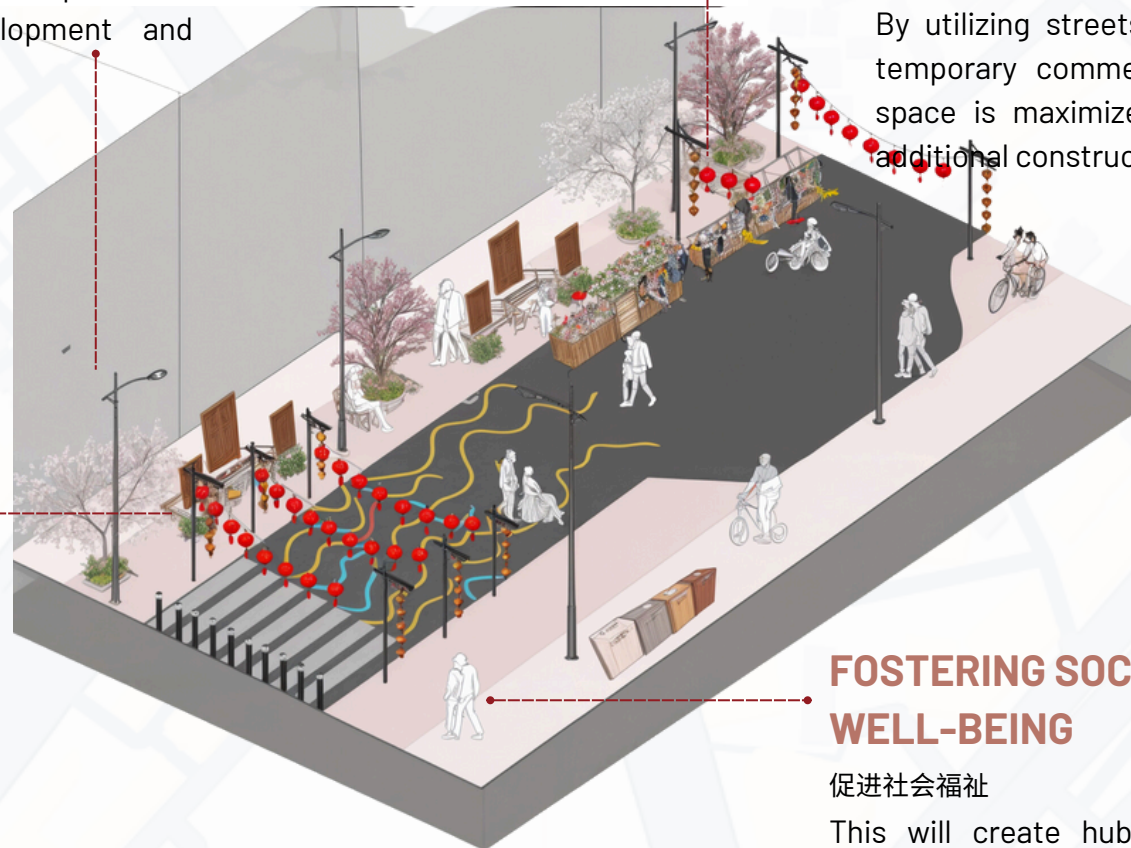 lopment and
By utilizing streets
temporary comme
space is maximize
additional construc
FOSTERING SOC
WELL-BEING
促进社会福祉
This will create hub